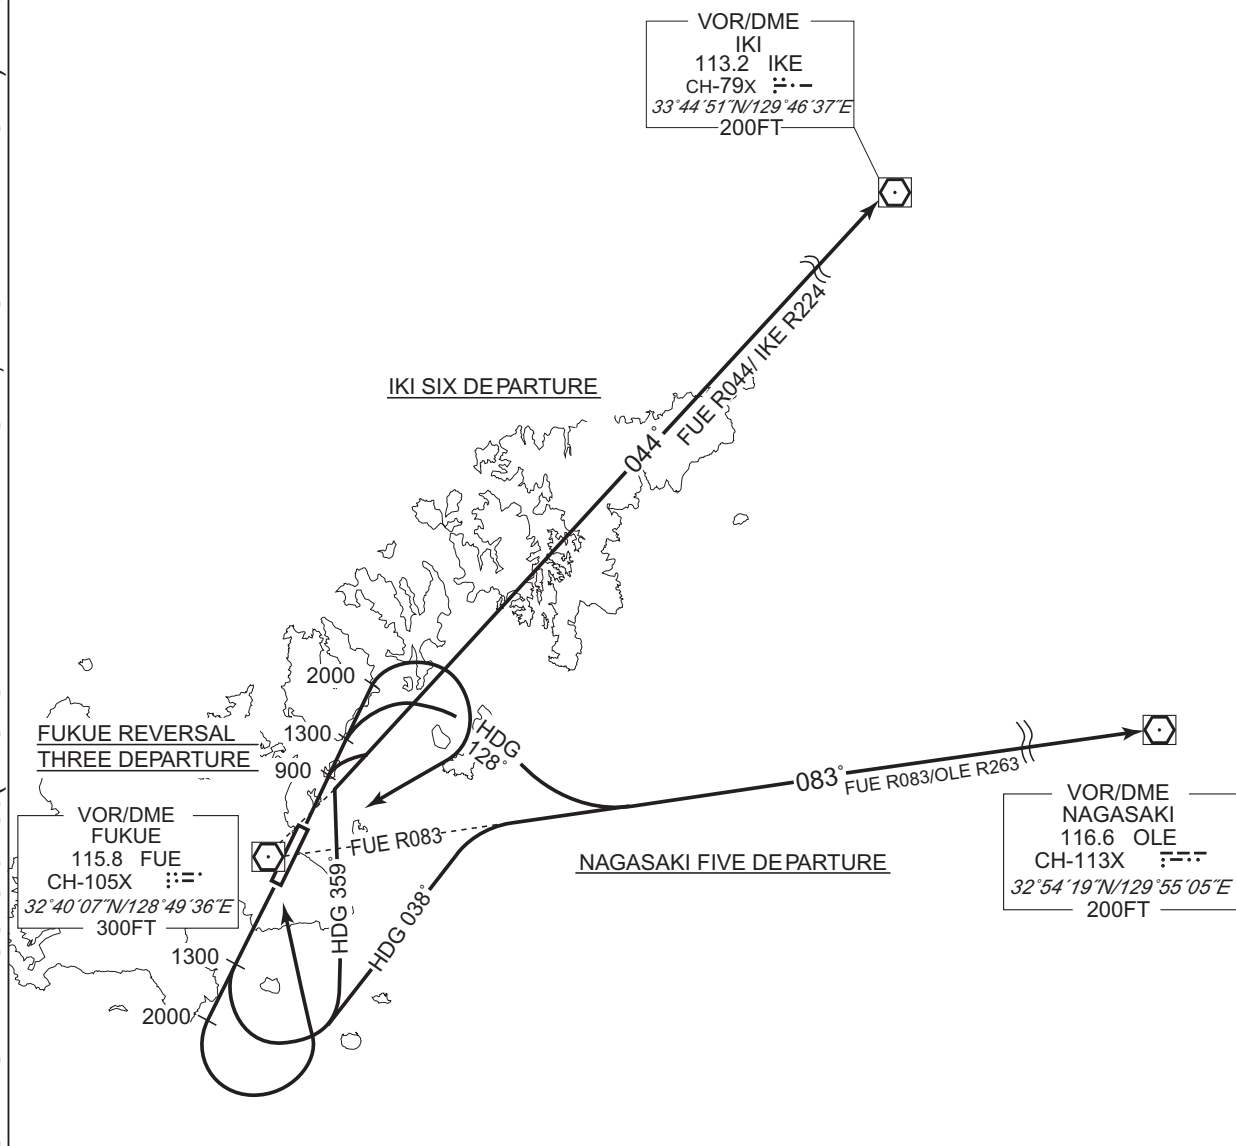 VOR/DME
IKI
113.2 IKE
CH-79X
33°44′51″N/129°46′37″E
200FT
FUE R044/ IKE R224
044°
IKI SIX DEPARTURE
2000
1300
900
FUKUE REVERSAL
THREE DEPARTURE
HDG
128°
083°
FUE R083/OLE R263
VOR/DME
NAGASAKI
116.6 OLE
CH-113X
32°54′19″N/129°55′05″E
200FT
VOR/DME
FUKUE
115.8 FUE
CH-105X
32°40′07″N/128°49′36″E
300FT
FUE R083
NAGASAKI FIVE DEPARTURE
HDG 359°
HDG 038°
1300
2000